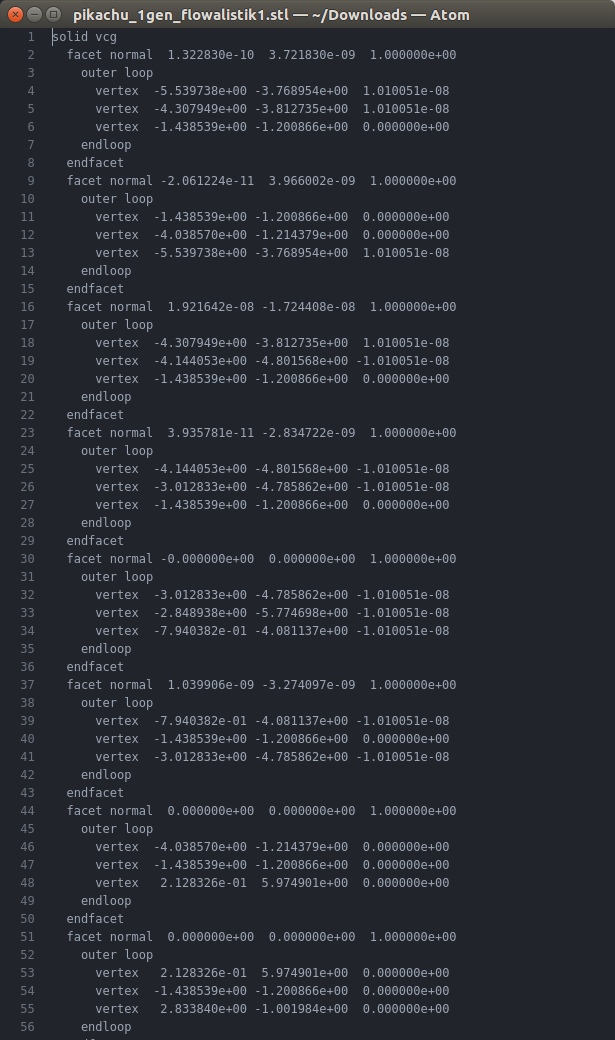 pikachu_1gen_flowalistik1.stl — ~/Downloads — Atom
1 solid vcg
2   facet normal  1.322830e-10  3.721830e-09  1.000000e+00
3     outer loop
4       vertex  -5.539738e+00 -3.768954e+00  1.010051e-08
5       vertex  -4.307949e+00 -3.812735e+00  1.010051e-08
6       vertex  -1.438539e+00 -1.200866e+00  0.000000e+00
7     endloop
8   endfacet
9   facet normal -2.061224e-11  3.966002e-09  1.000000e+00
10     outer loop
11       vertex  -1.438539e+00 -1.200866e+00  0.000000e+00
12       vertex  -4.038570e+00 -1.214379e+00  0.000000e+00
13       vertex  -5.539738e+00 -3.768954e+00  1.010051e-08
14     endloop
15   endfacet
16   facet normal  1.921642e-08 -1.724408e-08  1.000000e+00
17     outer loop
18       vertex  -4.307949e+00 -3.812735e+00  1.010051e-08
19       vertex  -4.144053e+00 -4.801568e+00 -1.010051e-08
20       vertex  -1.438539e+00 -1.200866e+00  0.000000e+00
21     endloop
22   endfacet
23   facet normal  3.935781e-11 -2.834722e-09  1.000000e+00
24     outer loop
25       vertex  -4.144053e+00 -4.801568e+00 -1.010051e-08
26       vertex  -3.012833e+00 -4.785862e+00 -1.010051e-08
27       vertex  -1.438539e+00 -1.200866e+00  0.000000e+00
28     endloop
29   endfacet
30   facet normal -0.000000e+00  0.000000e+00  1.000000e+00
31     outer loop
32       vertex  -3.012833e+00 -4.785862e+00 -1.010051e-08
33       vertex  -2.848938e+00 -5.774698e+00 -1.010051e-08
34       vertex  -7.940382e-01 -4.081137e+00 -1.010051e-08
35     endloop
36   endfacet
37   facet normal  1.039906e-09 -3.274097e-09  1.000000e+00
38     outer loop
39       vertex  -7.940382e-01 -4.081137e+00 -1.010051e-08
40       vertex  -1.438539e+00 -1.200866e+00  0.000000e+00
41       vertex  -3.012833e+00 -4.785862e+00 -1.010051e-08
42     endloop
43   endfacet
44   facet normal  0.000000e+00  0.000000e+00  1.000000e+00
45     outer loop
46       vertex  -4.038570e+00 -1.214379e+00  0.000000e+00
47       vertex  -1.438539e+00 -1.200866e+00  0.000000e+00
48       vertex   2.128326e-01  5.974901e+00  0.000000e+00
49     endloop
50   endfacet
51   facet normal  0.000000e+00  0.000000e+00  1.000000e+00
52     outer loop
53       vertex   2.128326e-01  5.974901e+00  0.000000e+00
54       vertex  -1.438539e+00 -1.200866e+00  0.000000e+00
55       vertex   2.833840e+00 -1.001984e+00  0.000000e+00
56     endloop